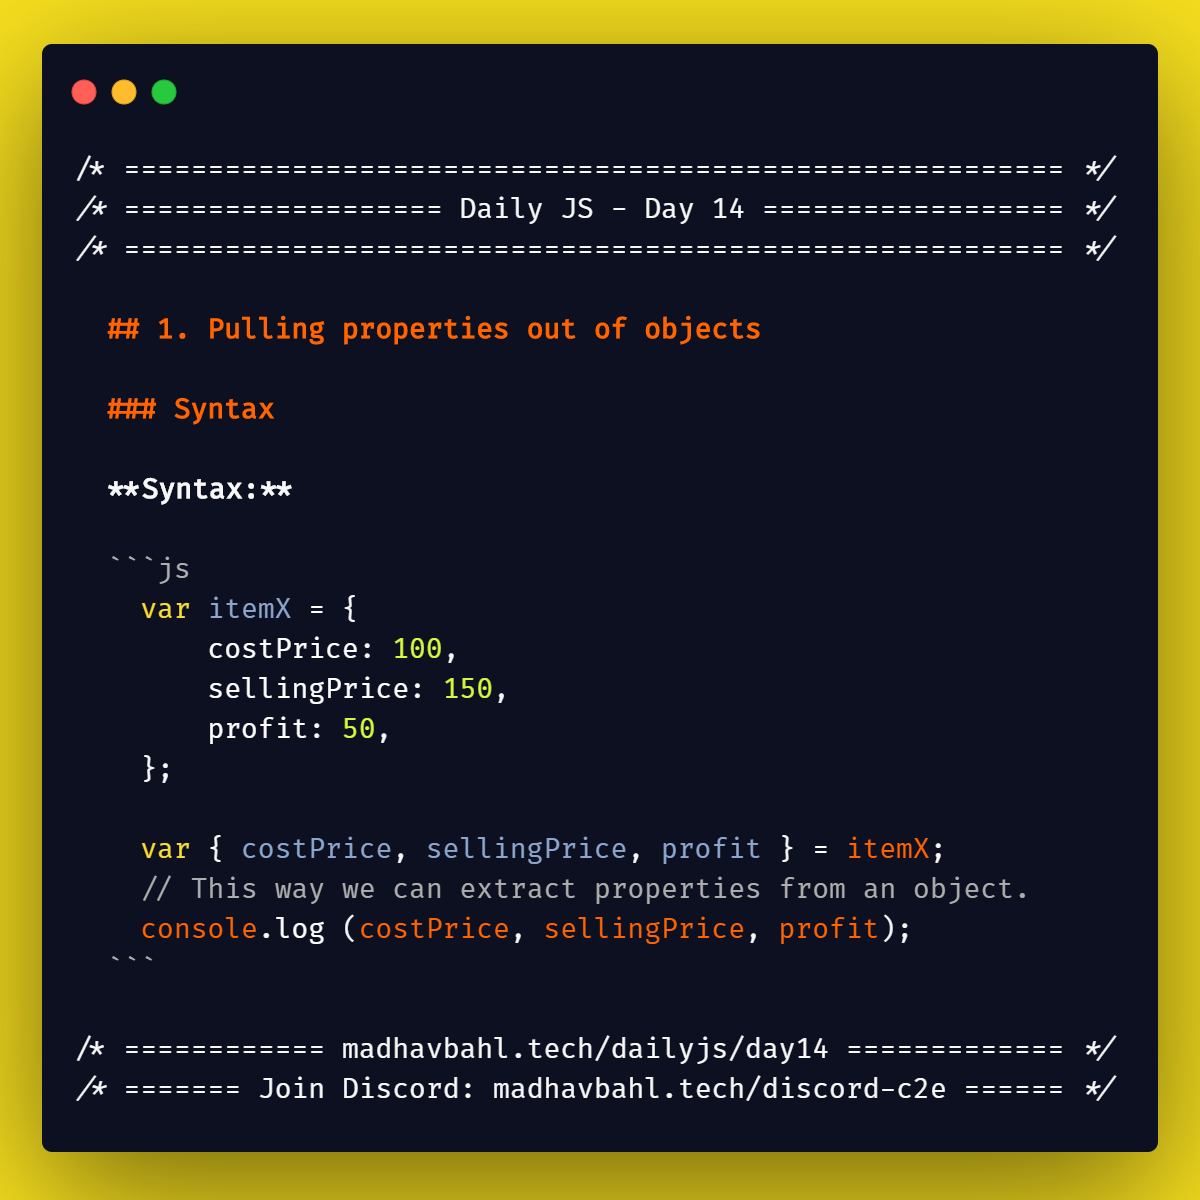 /* ======================================================== */
/* =================== Daily JS - Day 14 ================== */
/* ======================================================== */
## 1. Pulling properties out of objects
### Syntax
**Syntax:**
```js
var itemX = {
costPrice: 100,
sellingPrice: 150,
profit: 50,
};
var { costPrice, sellingPrice, profit } = itemX;
// This way we can extract properties from an object.
console.log (costPrice, sellingPrice, profit);
```
/* ============ madhavbahl.tech/dailyjs/day14 ============= */
/* ======= Join Discord: madhavbahl.tech/discord-c2e ====== */